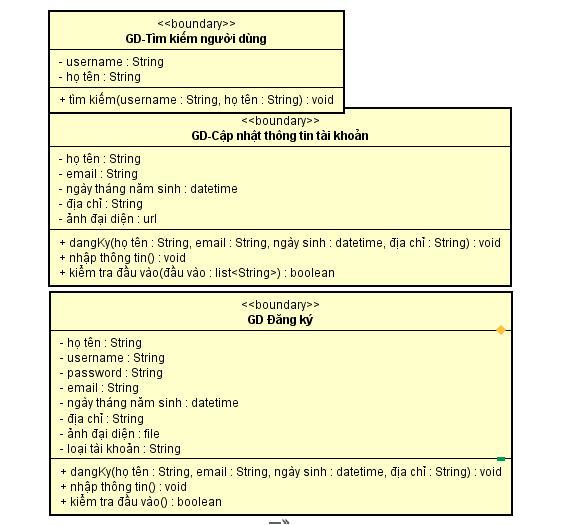 <<boundary>>
GD-Tìm kiếm người dùng
- username : String
- họ tên : String
+ tìm kiếm(username : String, họ tên : String) : void
<<boundary>>
GD-Cập nhật thông tin tài khoản
- họ tên : String
- email : String
- ngày tháng năm sinh : datetime
- địa chỉ : String
- ảnh đại diện : url
+ dangKy(họ tên : String, email : String, ngày sinh : datetime, địa chỉ : String) : void
+ nhập thông tin() : void
+ kiểm tra đầu vào(đầu vào : list<String>) : boolean
<<boundary>>
GD Đăng ký
- họ tên : String
- username : String
- password : String
- email : String
- ngày tháng năm sinh : datetime
- địa chỉ : String
- ảnh đại diện : file
- loại tài khoản : String
+ dangKy(họ tên : String, email : String, ngày sinh : datetime, địa chỉ : String) : void
+ nhập thông tin() : void
+ kiểm tra đầu vào() : boolean